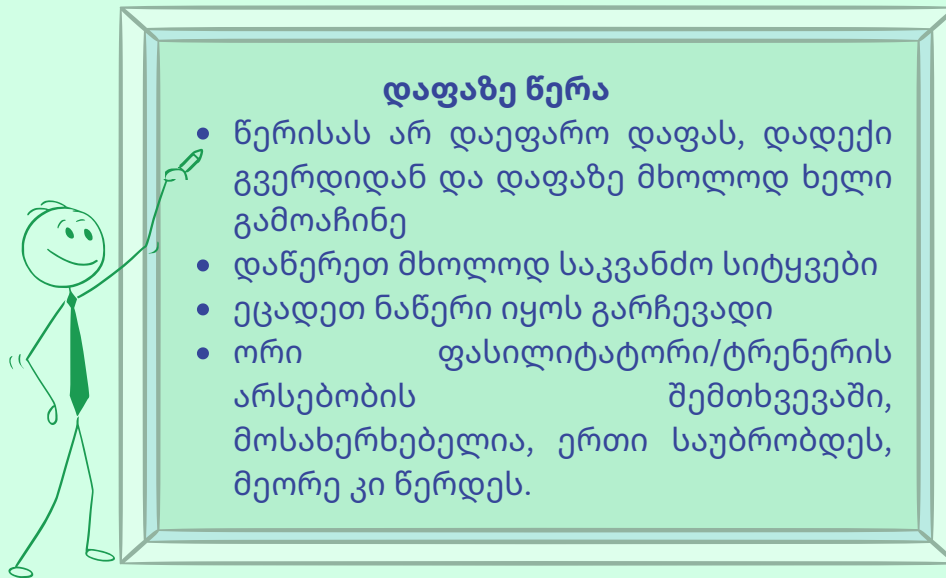 დაფაზე წერა
• წერისას არ დაეფარო დაფას, დადექი
გვერდიდან და დაფაზე მხოლოდ ხელი
გამოაჩინე
• დაწერეთ მხოლოდ საკვანძო სიტყვები
• ეცადეთ ნაწერი იყოს გარჩევადი
• ორი ფასილიტატორი/ტრენერის
არსებობის შემთხვევაში,
მოსახერხებელია, ერთი საუბრობდეს,
მეორე კი წერდეს.